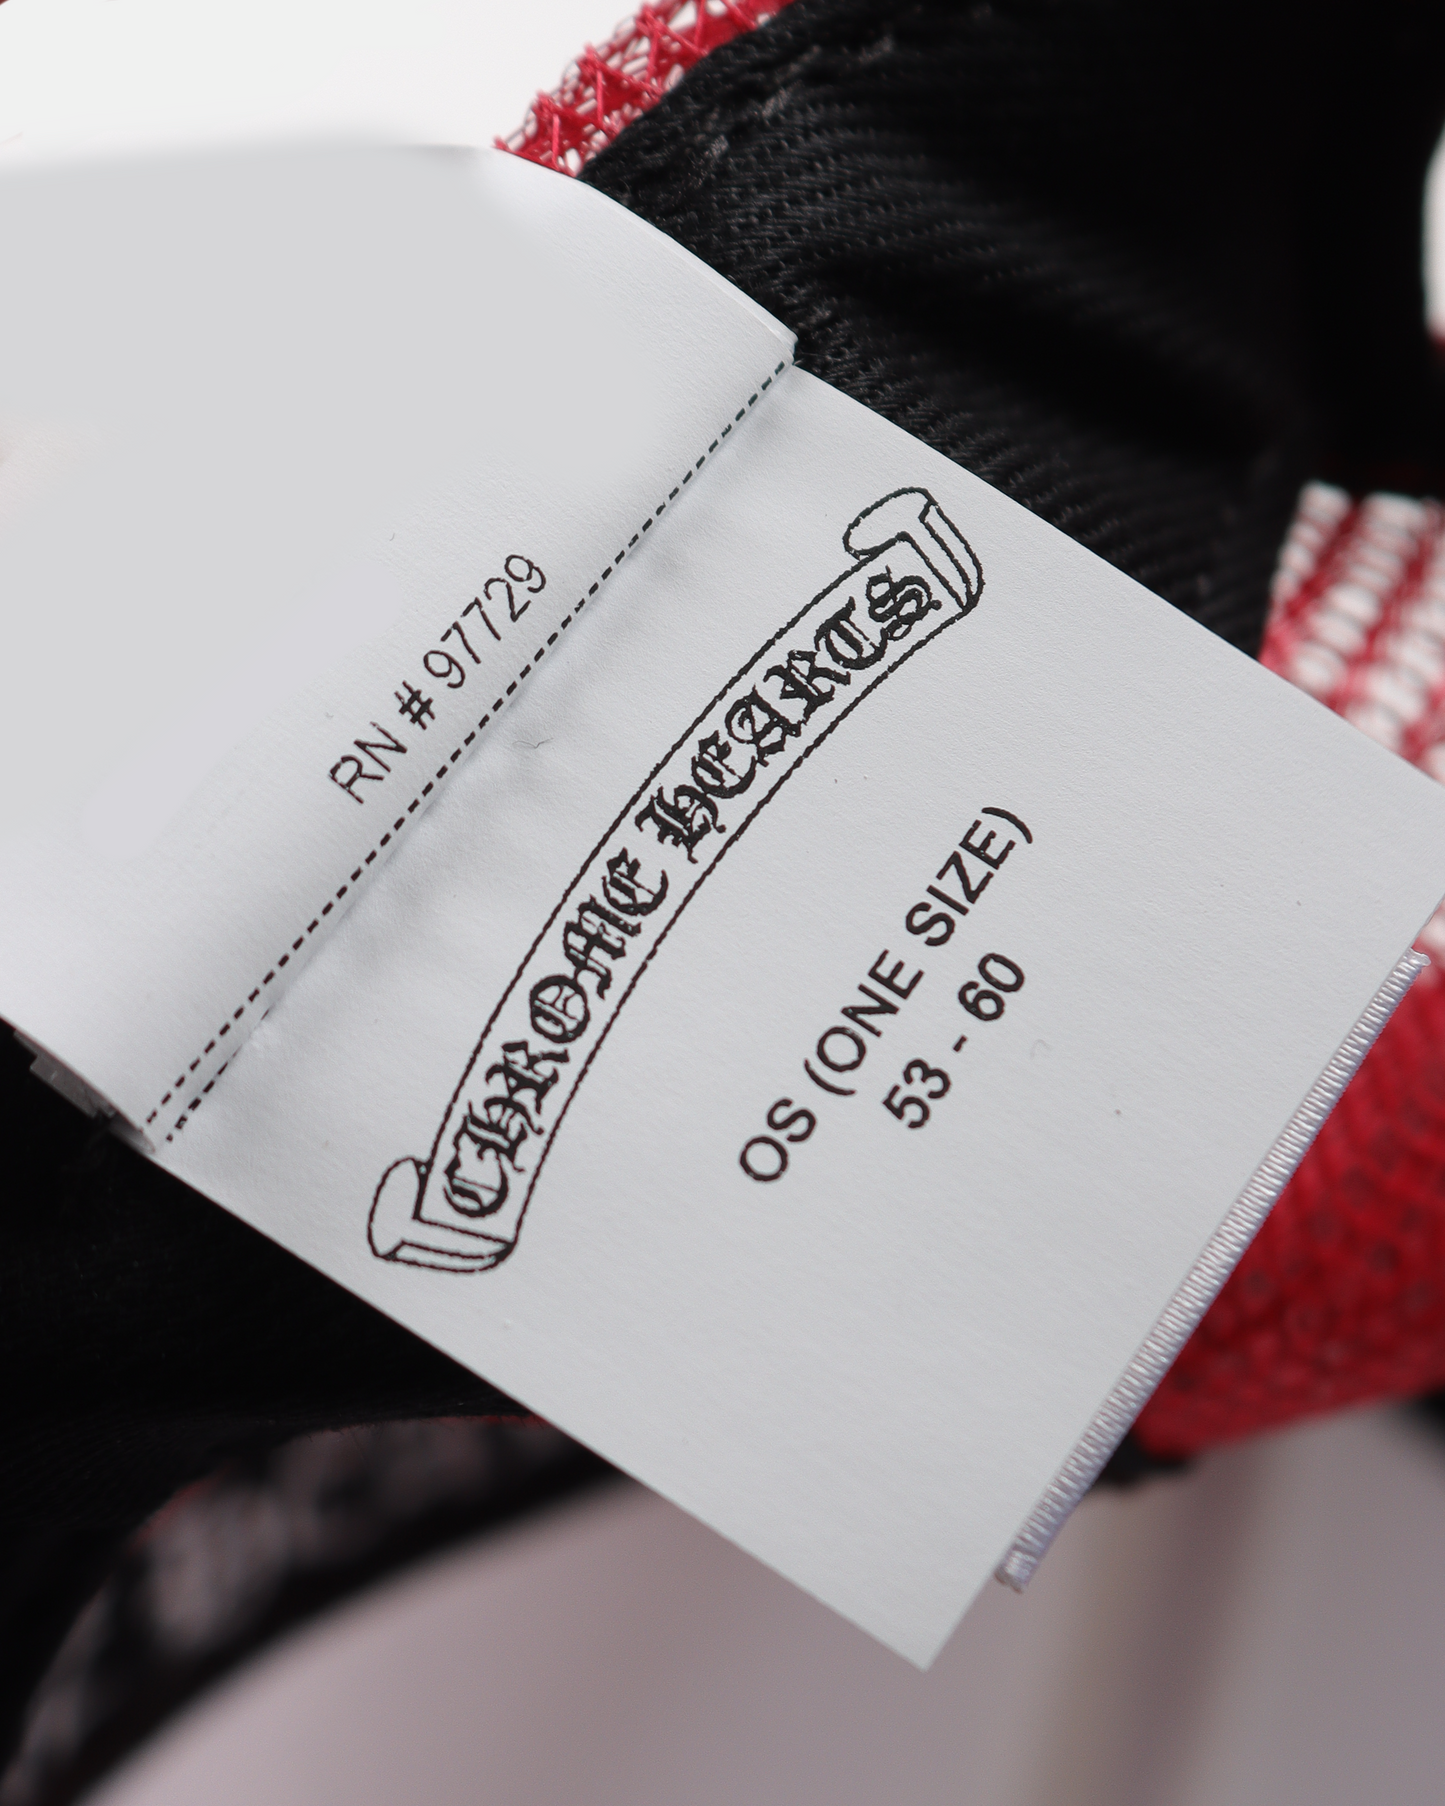 RN # 97729
CHROME HEARTS
OS (ONE SIZE)
53 - 60